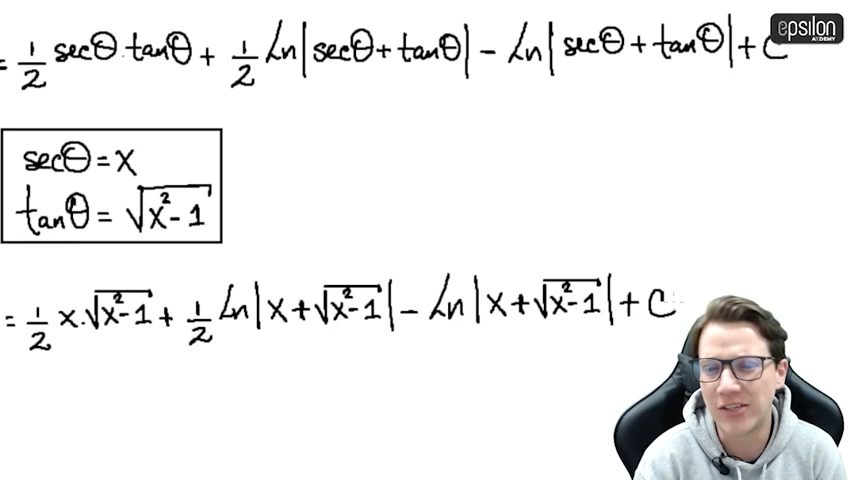 epsilon
ACADEMY
= 1/2 secθ · tanθ + 1/2 Ln|secθ + tanθ| - Ln|secθ + tanθ| + C
secθ = x
tanθ = √(x²-1)
= 1/2 x · √(x²-1) + 1/2 Ln|x + √(x²-1)| - Ln|x + √(x²-1)| + C